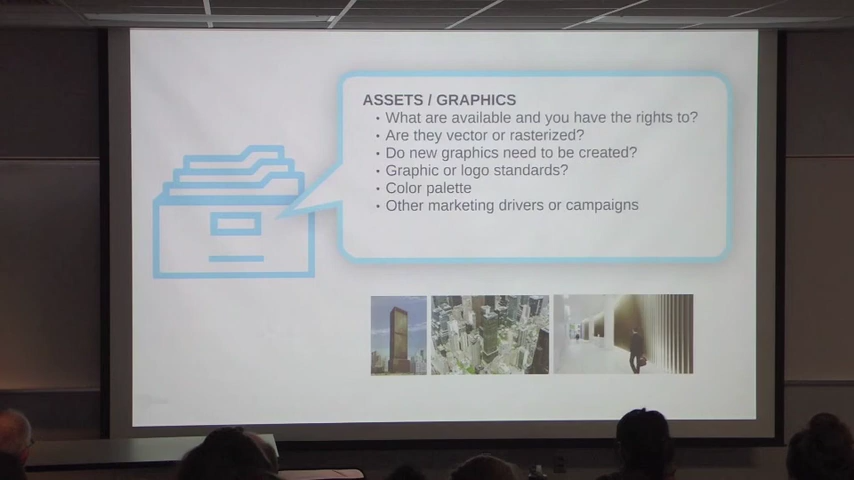 ASSETS / GRAPHICS
• What are available and you have the rights to?
• Are they vector or rasterized?
• Do new graphics need to be created?
• Graphic or logo standards?
• Color palette
• Other marketing drivers or campaigns